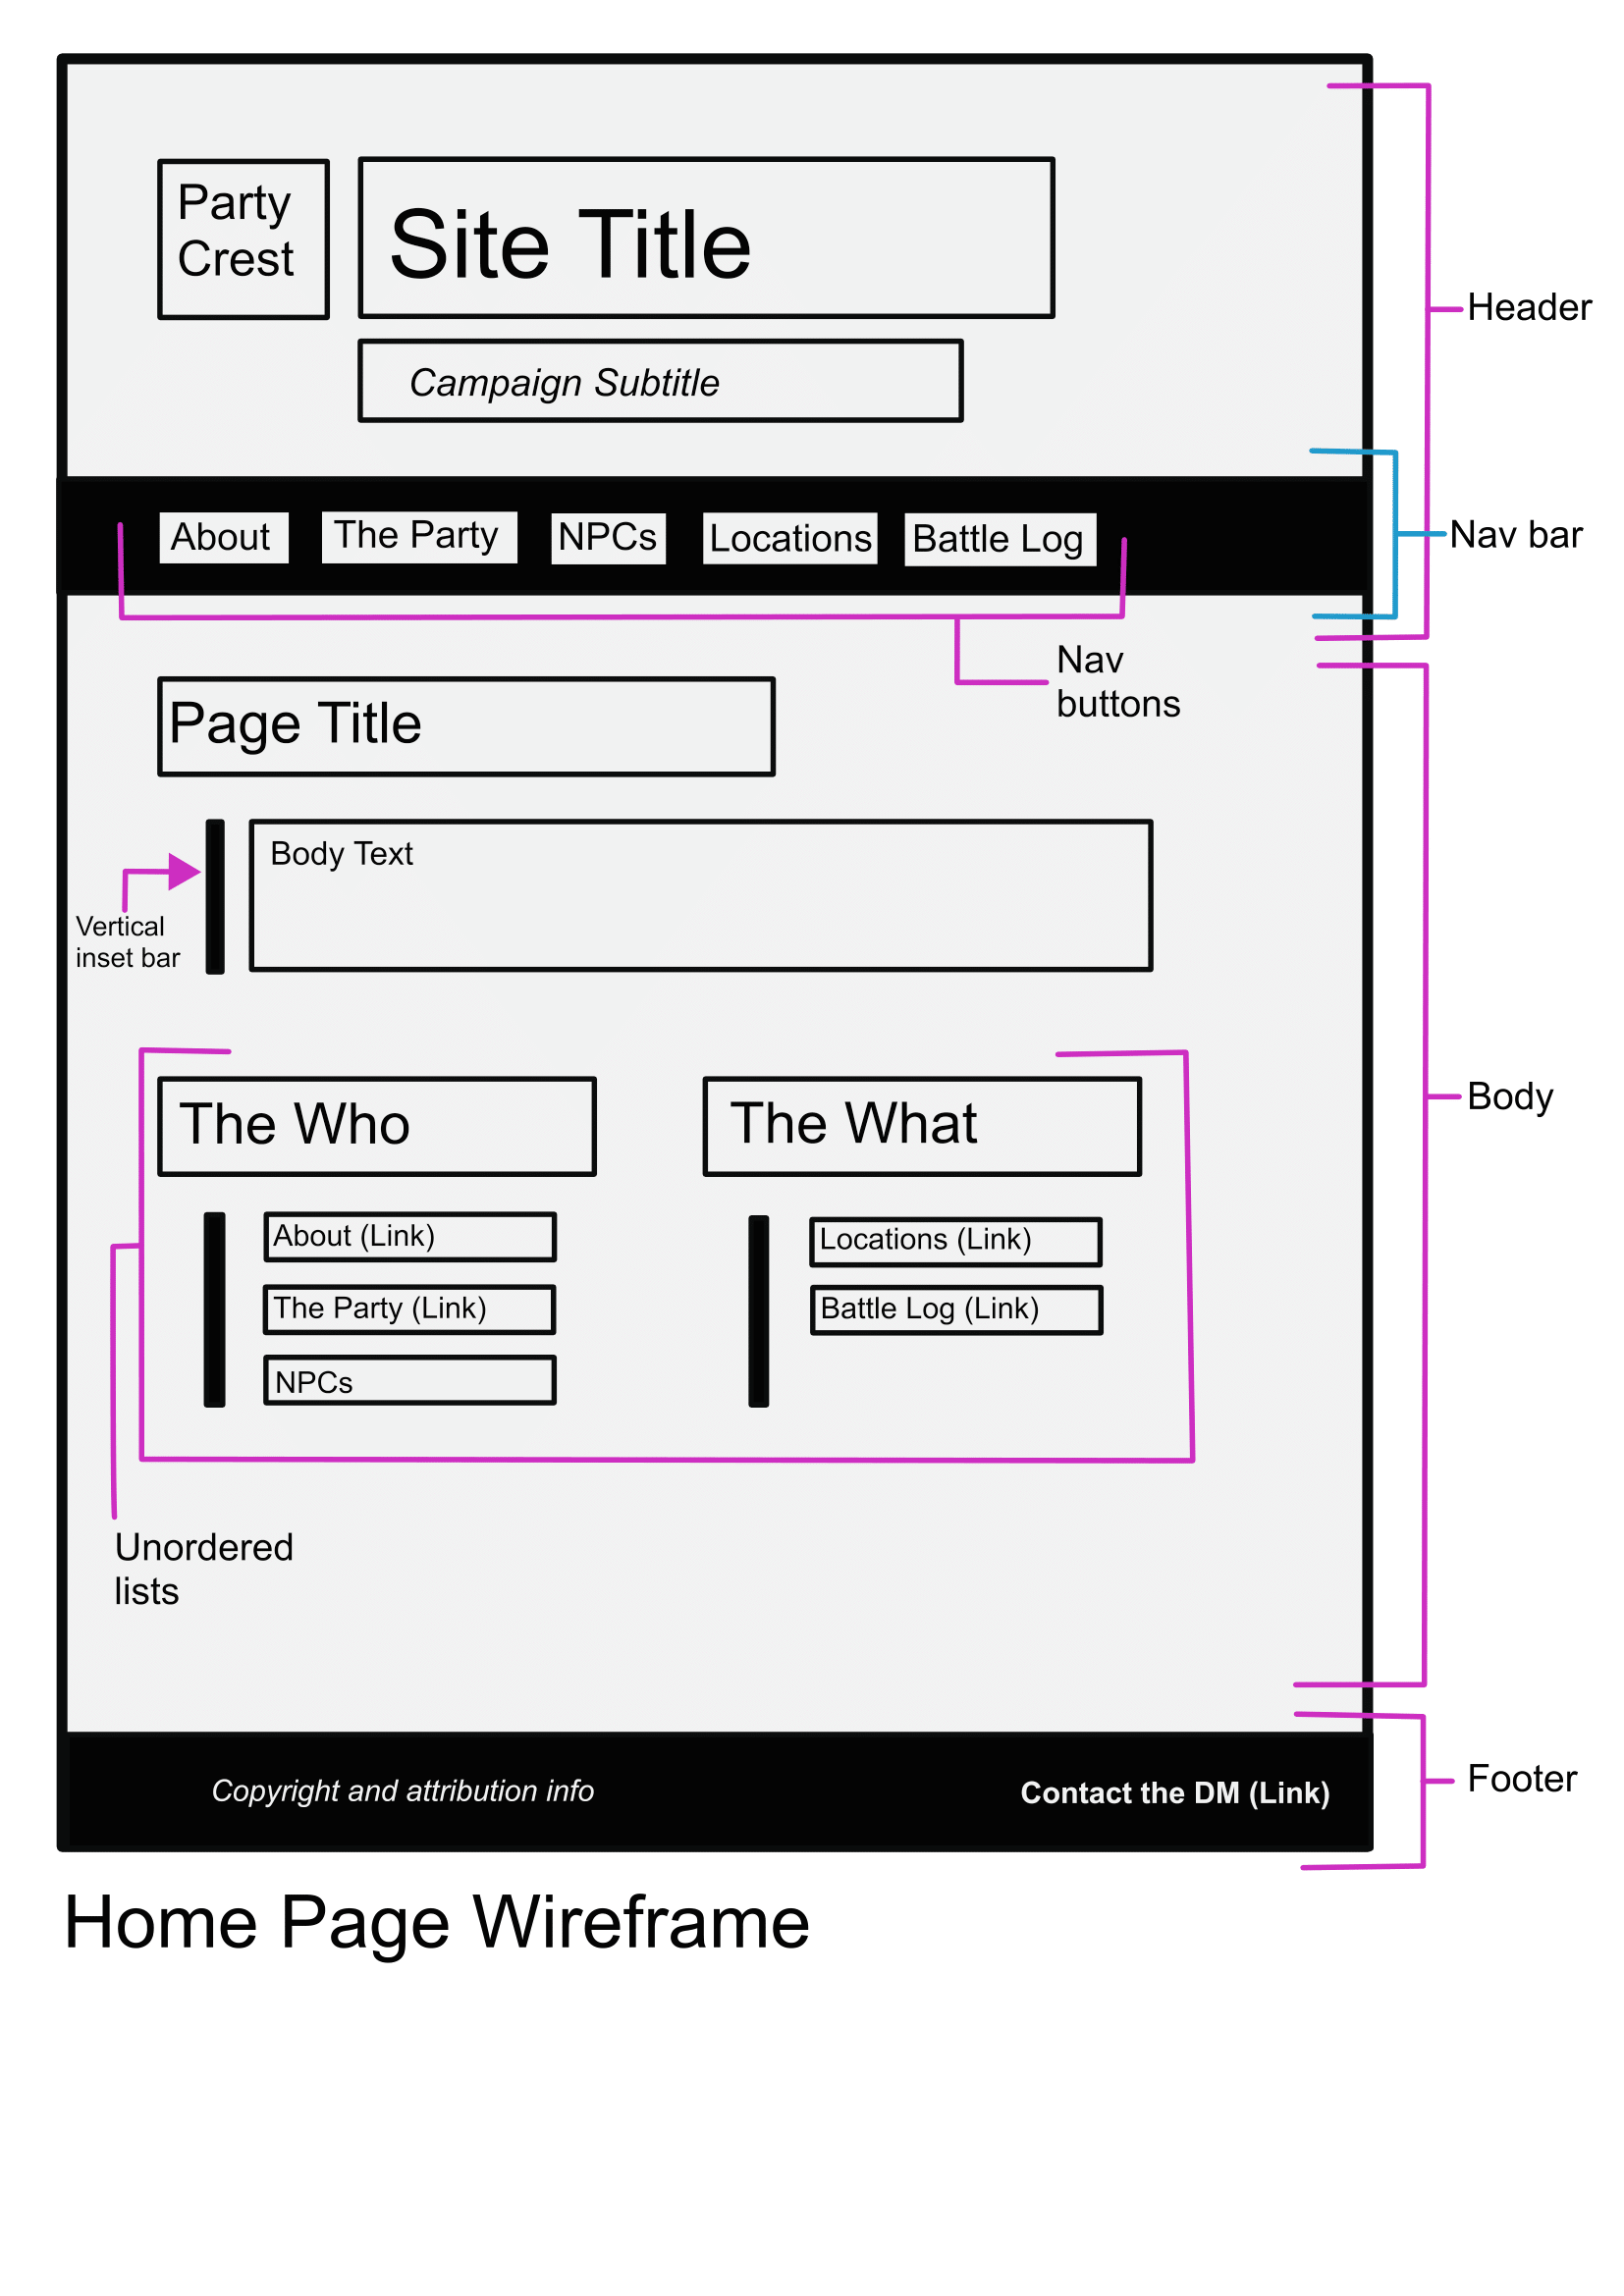 Party
Crest
Site Title
Header
Campaign Subtitle
About
The Party
NPCs
Locations
Battle Log
Nav bar
Nav
buttons
Page Title
Body Text
Vertical
inset bar
The Who
The What
Body
About (Link)
Locations (Link)
The Party (Link)
Battle Log (Link)
NPCs
Unordered
lists
Copyright and attribution info
Contact the DM (Link)
Footer
Home Page Wireframe